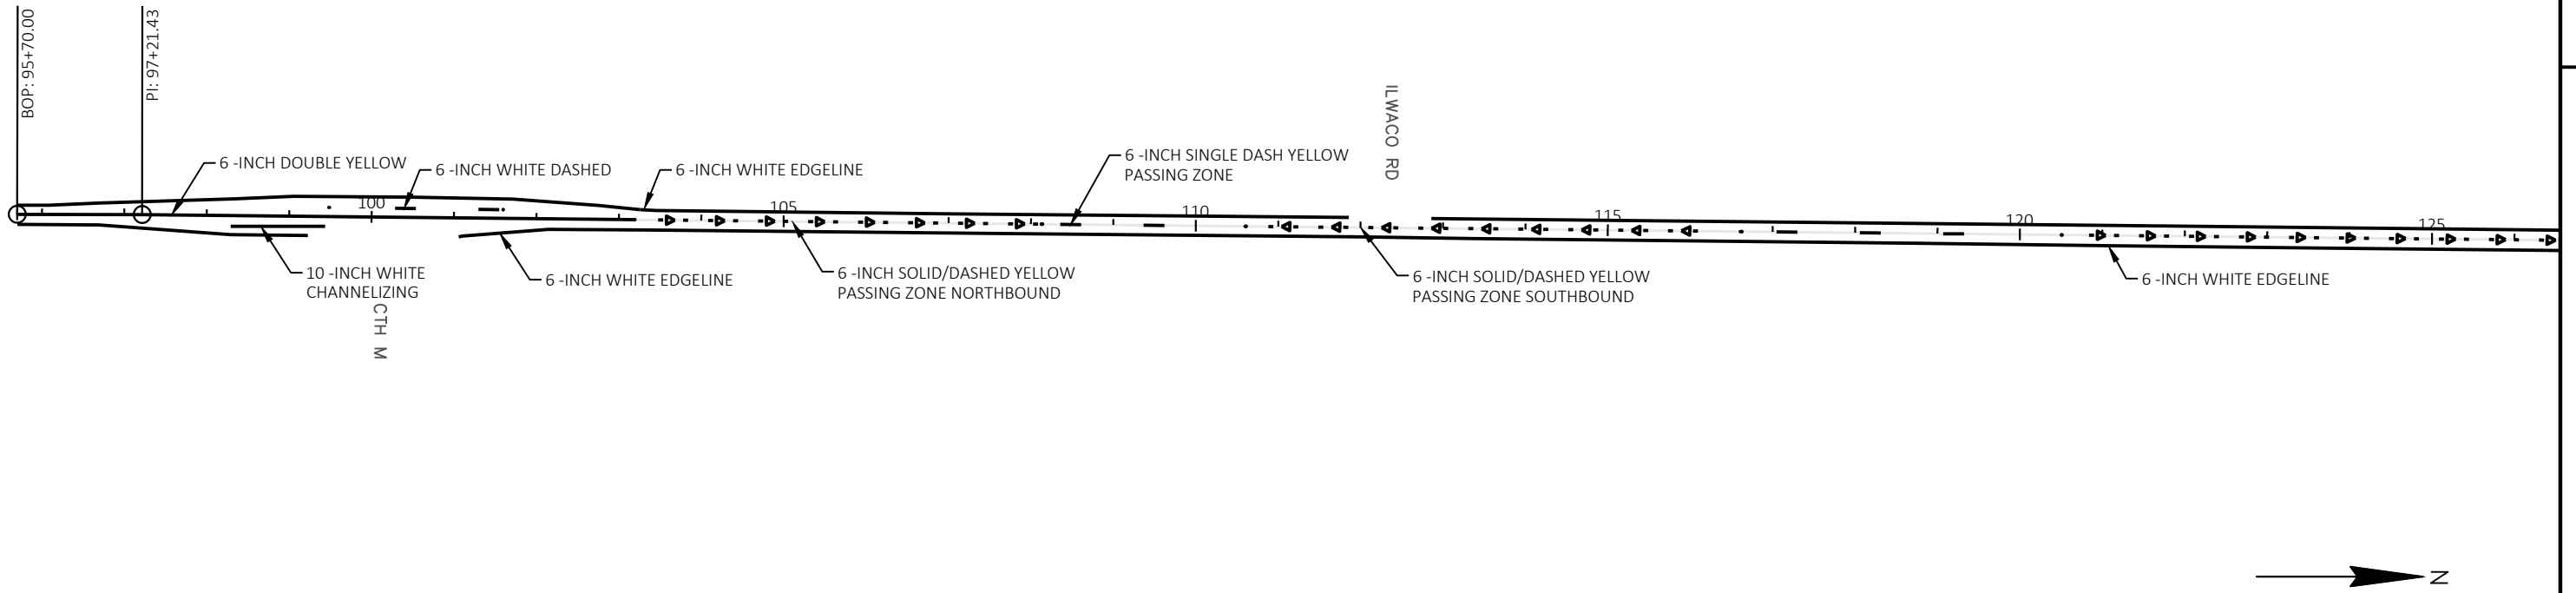 BOP: 95+70.00
PI: 97+21.43
6 -INCH DOUBLE YELLOW
6 -INCH WHITE DASHED
6 -INCH WHITE EDGELINE
6 -INCH SINGLE DASH YELLOW
PASSING ZONE
ILWACO RD
100
105
110
115
120
125
10 -INCH WHITE
CHANNELIZING
6 -INCH WHITE EDGELINE
6 -INCH SOLID/DASHED YELLOW
PASSING ZONE NORTHBOUND
6 -INCH SOLID/DASHED YELLOW
PASSING ZONE SOUTHBOUND
6 -INCH WHITE EDGELINE
CTH M
N